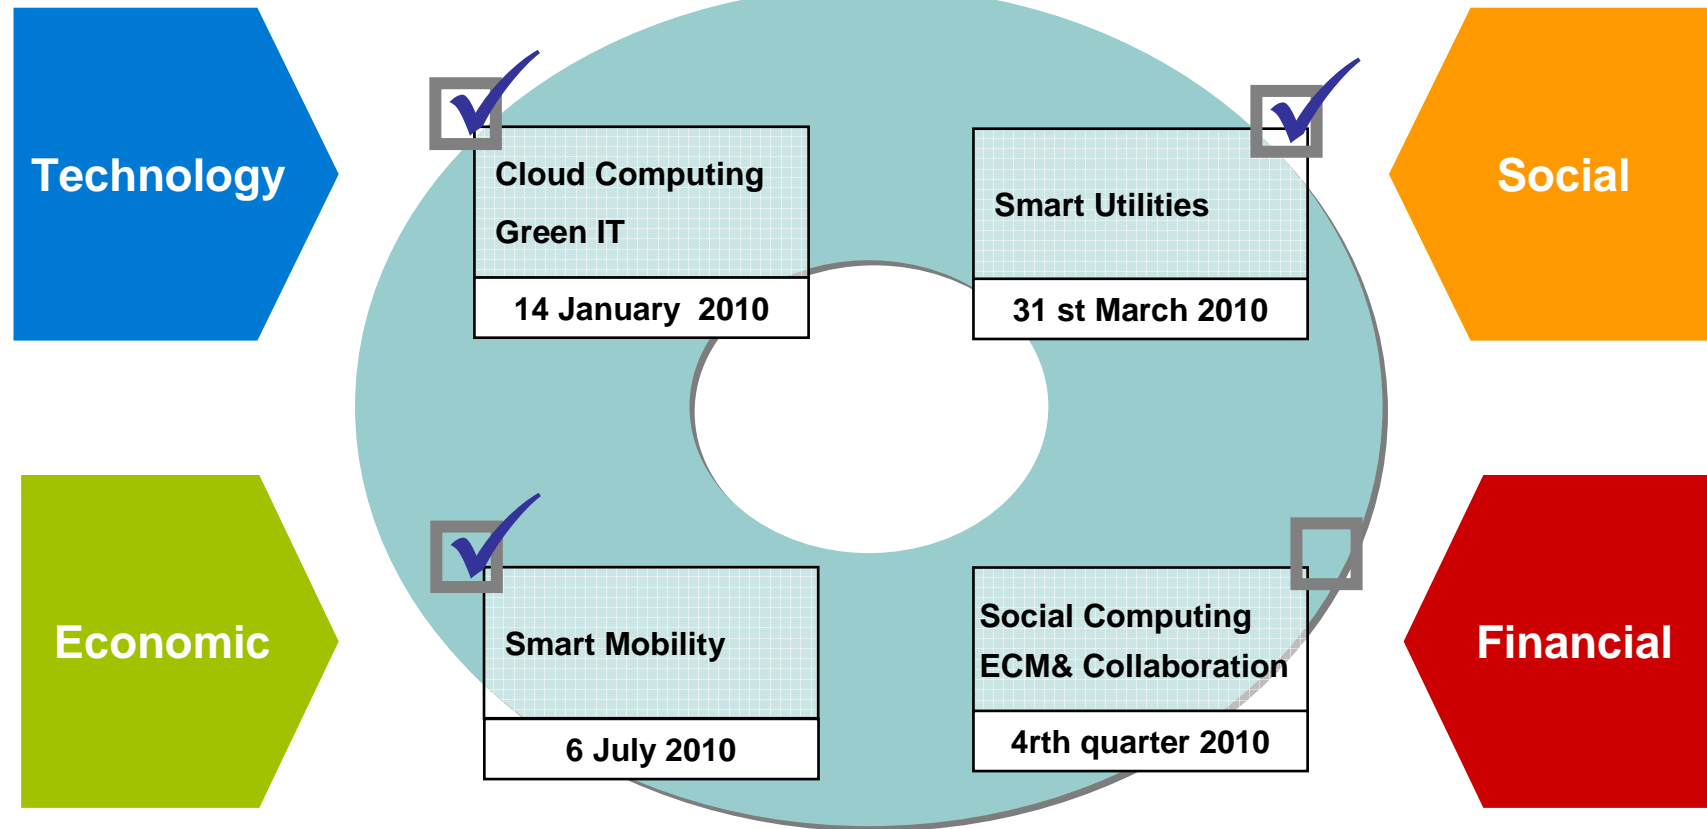 Technology
Cloud Computing
Green IT
14 January  2010
Smart Utilities
31 st March 2010
Social
Economic
Smart Mobility
6 July 2010
Social Computing
ECM& Collaboration
4rth quarter 2010
Financial